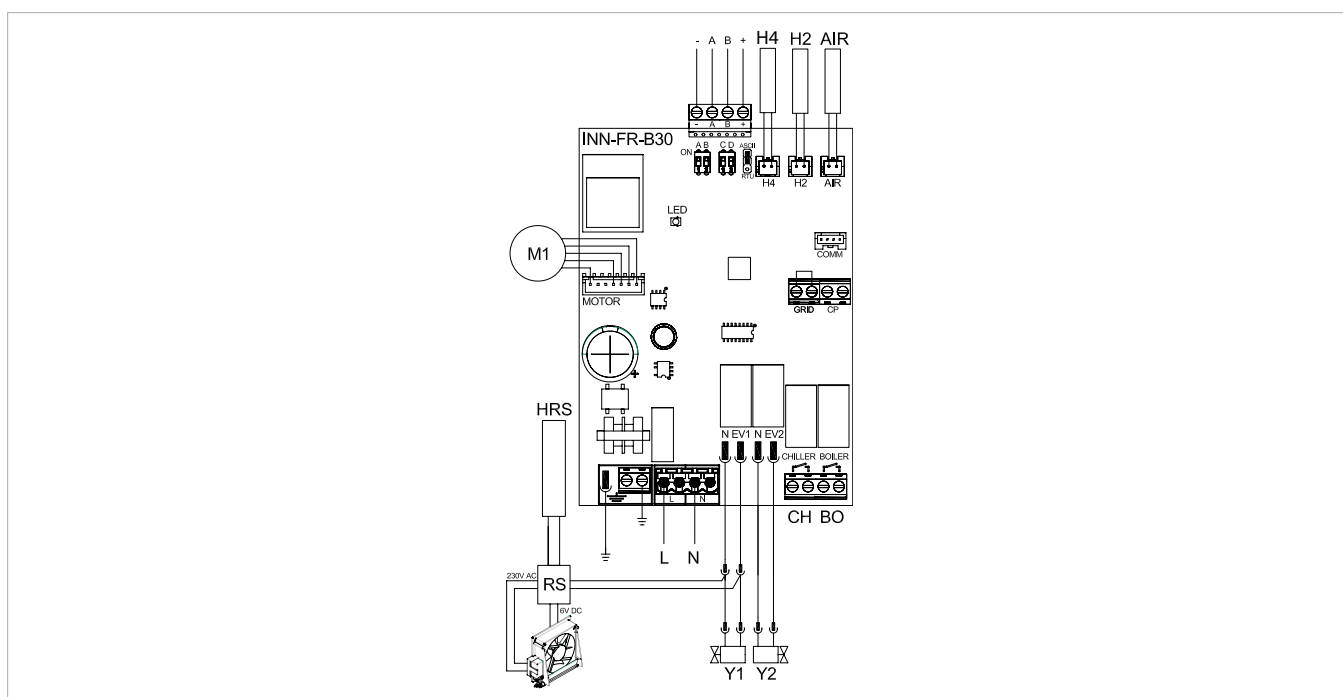 - A B + H4 H2 AIR
- A B +
INN-FR-B30
ON A B C D ASCII
RTU
H4 H2 AIR
LED
M1
COMM
MOTOR
GRID CP
+
HRS
N EV1 N EV2
CHILLER BOILER
L N
CH BO
L N
230V AC
RS
6V DC
Y1 Y2